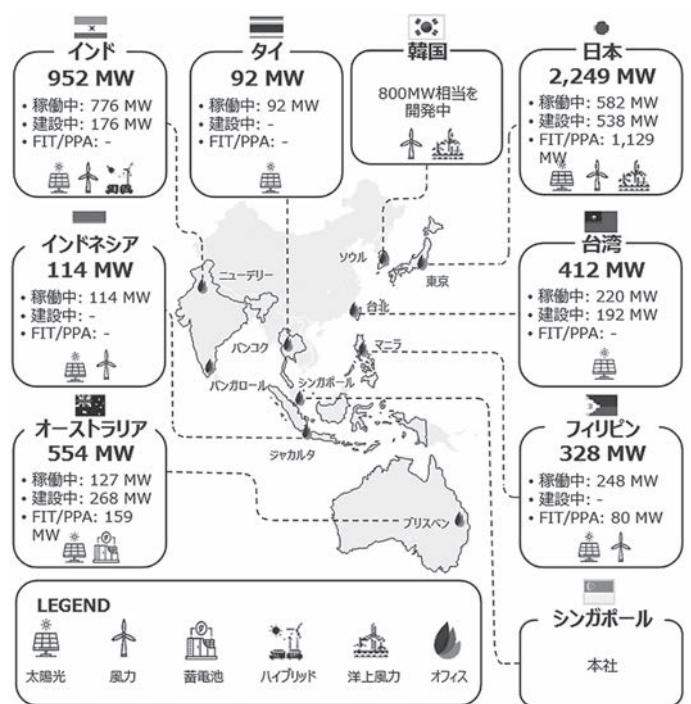 インド
952 MW
• 稼働中: 776 MW
• 建設中: 176 MW
• FIT/PPA: -
タイ
92 MW
• 稼働中: 92 MW
• 建設中: -
• FIT/PPA: -
韓国
800MW相当を
開発中
日本
2,249 MW
• 稼働中: 582 MW
• 建設中: 538 MW
• FIT/PPA: 1,129
MW
インドネシア
114 MW
• 稼働中: 114 MW
• 建設中: -
• FIT/PPA: -
台湾
412 MW
• 稼働中: 220 MW
• 建設中: 192 MW
• FIT/PPA: -
ニューデリー
ソウル
東京
台北
バンコク
マニラ
バンガロール
シンガポール
ジャカルタ
ブリスベン
オーストラリア
554 MW
• 稼働中: 127 MW
• 建設中: 268 MW
• FIT/PPA: 159
MW
フィリピン
328 MW
• 稼働中: 248 MW
• 建設中: -
• FIT/PPA: 80 MW
シンガポール
本社
LEGEND
太陽光
風力
蓄電池
ハイブリッド
洋上風力
オフィス